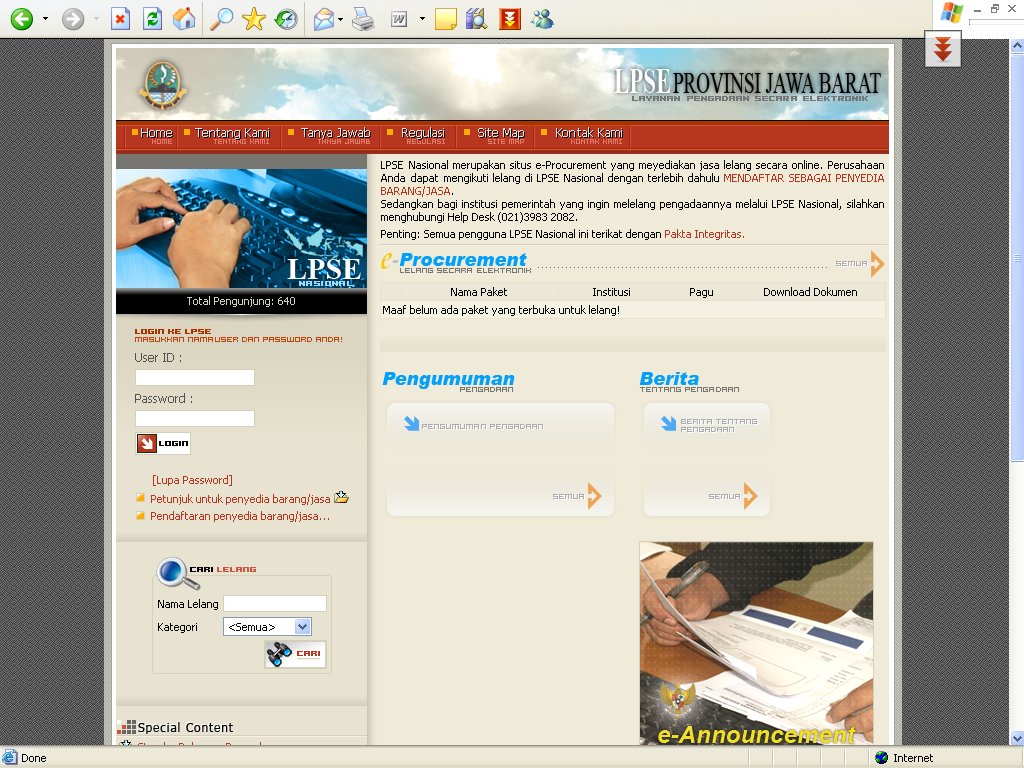 LPSE PROVINSI JAWA BARAT
LAYANAN PENGADAAN SECARA ELEKTRONIK
Home
HOME
Tentang Kami
TENTANG KAMI
Tanya Jawab
TANYA JAWAB
Regulasi
REGULASI
Site Map
SITE MAP
Kontak Kami
KONTAK KAMI
LPSE
NASIONAL
Total Pengunjung: 640
LOGIN KE LPSE
MASUKKAN NAMAUSER DAN PASSWORD ANDA!
User ID :
Password :
LOGIN
[Lupa Password]
Petunjuk untuk penyedia barang/jasa
Pendaftaran penyedia barang/jasa...
CARI LELANG
Nama Lelang
Kategori
<Semua>
CARI
Special Content
LPSE Nasional merupakan situs e-Procurement yang meyediakan jasa lelang secara online. Perusahaan
Anda dapat mengikuti lelang di LPSE Nasional dengan terlebih dahulu MENDAFTAR SEBAGAI PENYEDIA
BARANG/JASA.
Sedangkan bagi institusi pemerintah yang ingin melelang pengadaannya melalui LPSE Nasional, silahkan
menghubungi Help Desk (021)3983 2082.
Penting: Semua pengguna LPSE Nasional ini terikat dengan Pakta Integritas.
e-Procurement
LELANG SECARA ELEKTRONIK
SEMUA
Nama Paket Institusi Pagu Download Dokumen
Maaf belum ada paket yang terbuka untuk lelang!
Pengumuman
PENGADAAN
PENGUMUMAN PENGADAAN
SEMUA
Berita
TENTANG PENGADAAN
BERITA TENTANG
PENGADAAN
SEMUA
e-Announcement
Done
Internet